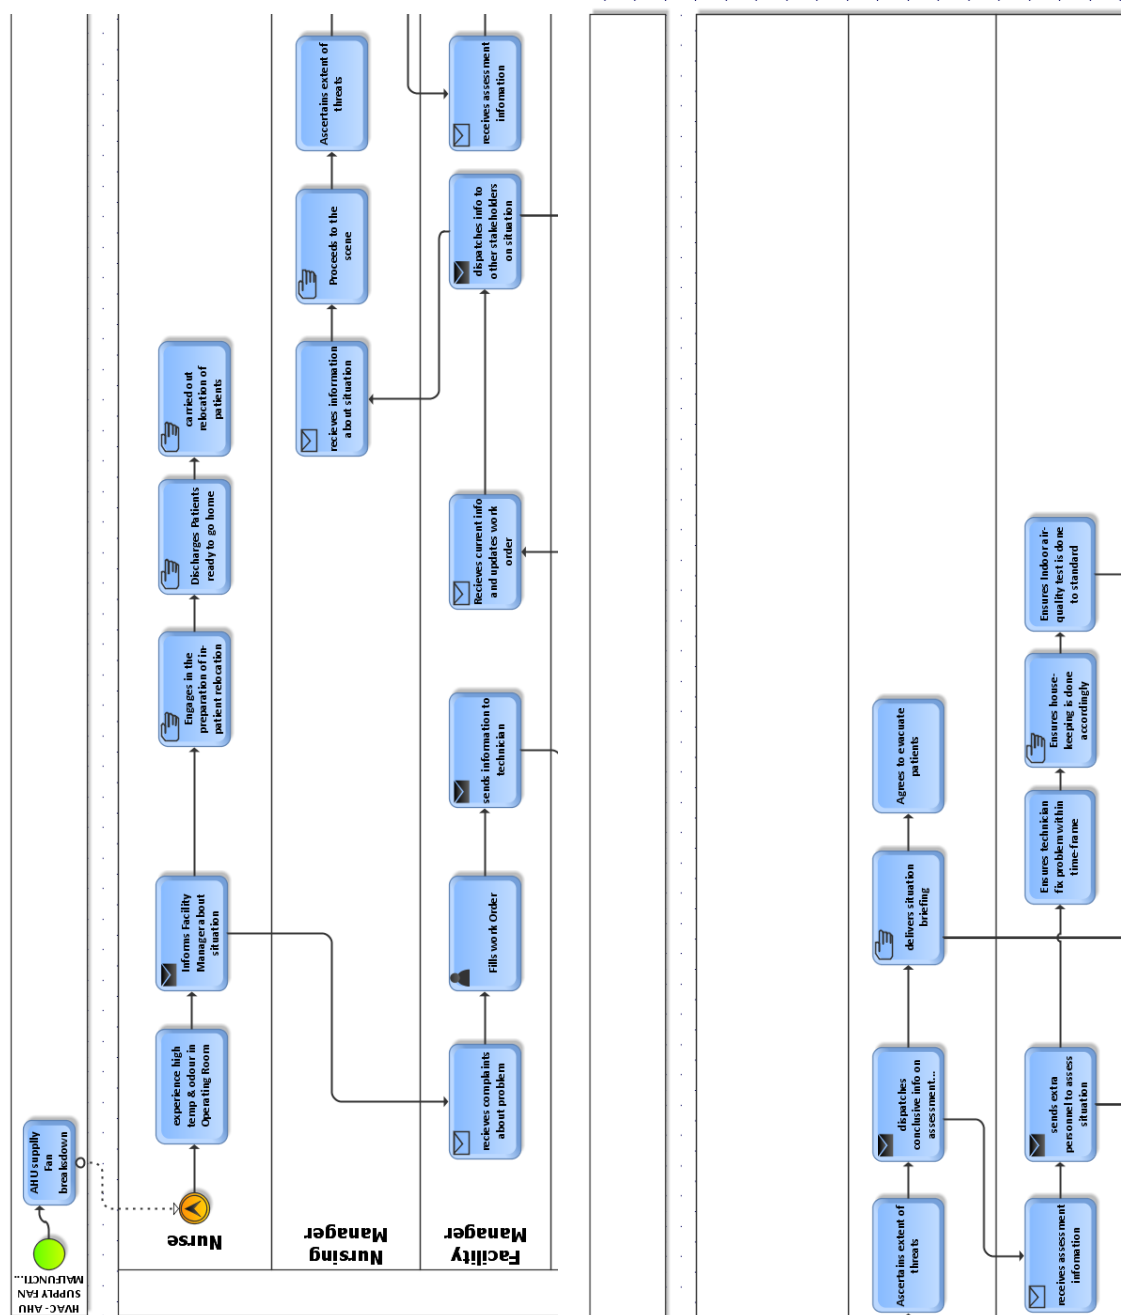 HVAC - AHU
SUPPLY FAN
MALFUNCTI...
AHU supplly
Fan
breaksdown
Nurse
experience high
temp & odour in
Operating Room
Informs Facility
Manager about
situation
Engages in the
preparation of in-
patient relocation
Discharges Patients
ready to go home
carried out
relocation of
patients
Nursing
Manager
recieves information
about situation
Proceeds to the
scene
Ascertains extent of
threats
Facility
Manager
recieves complaints
about problem
Fills work Order
sends information to
technician
Recieves current info
and updates work
order
dispatches info to
other stakeholders
on situation
receives assessment
information
Ascertains extent of
threats
dispatches
conclusive info on
assessment...
delivers situation
briefing
Agrees to evacuate
patients
receives assessment
information
sends extra
personnel to assess
situation
Ensures technician
fix problem within
time-frame
Ensures house-
keeping is done
accordingly
Ensures Indoor air-
quality test is done
to standard